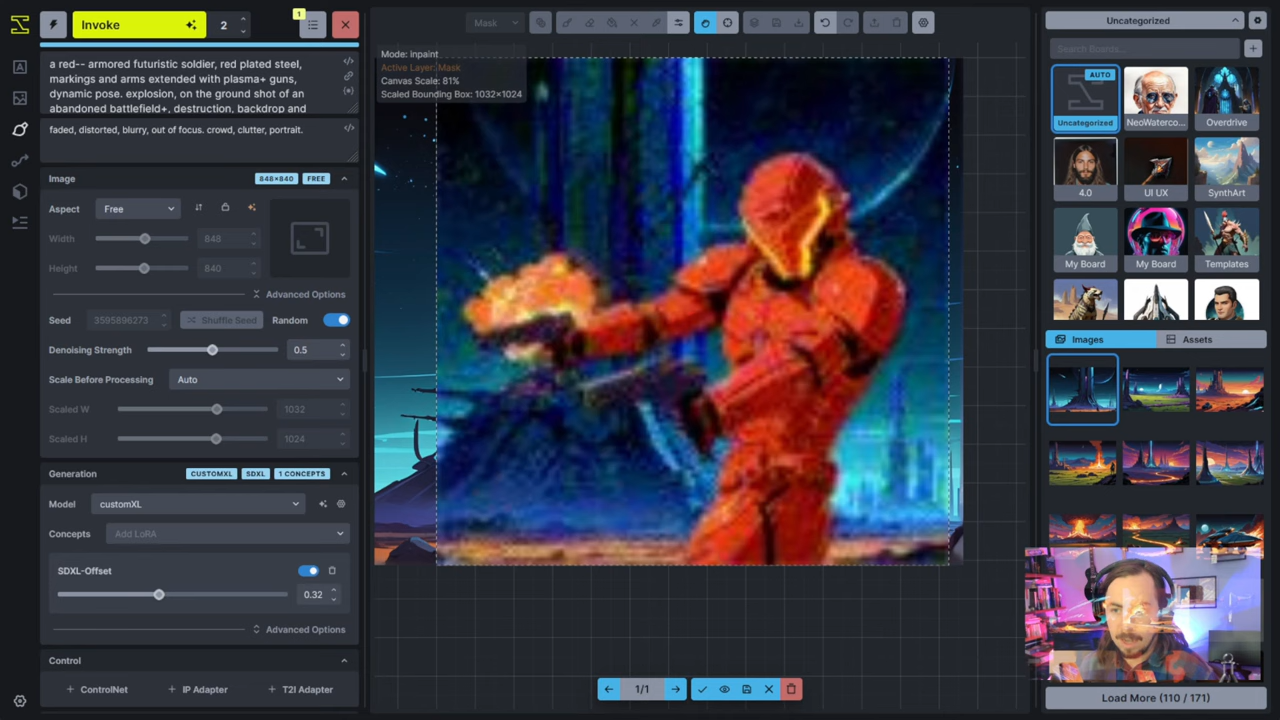 Invoke
2
1
a red-- armored futuristic soldier, red plated steel,
markings and arms extended with plasma+ guns,
dynamic pose. explosion, on the ground shot of an
abandoned battlefield+. destruction. backdrop and
faded, distorted, blurry, out of focus. crowd, clutter, portrait.
Image
848×840
FREE
Aspect
Free
Width
848
Height
840
Advanced Options
Seed
3595896273
Shuffle Seed
Random
Denoising Strength
0.5
Scale Before Processing
Auto
Scaled W
1032
Scaled H
1024
Generation
CUSTOMXL
SDXL
1 CONCEPTS
Model
customXL
Concepts
Add LoRA
SDXL-Offset
0.32
Advanced Options
Control
+ ControlNet
+ IP Adapter
+ T2I Adapter
Mask
Mode: inpaint
Active Layer: Mask
Canvas Scale: 81%
Scaled Bounding Box: 1032×1024
1/1
Uncategorized
Search Boards...
AUTO
Uncategorized
NeoWaterco...
Overdrive
4.0
UI UX
SynthArt
My Board
My Board
Templates
Images
Assets
Load More (110 / 171)